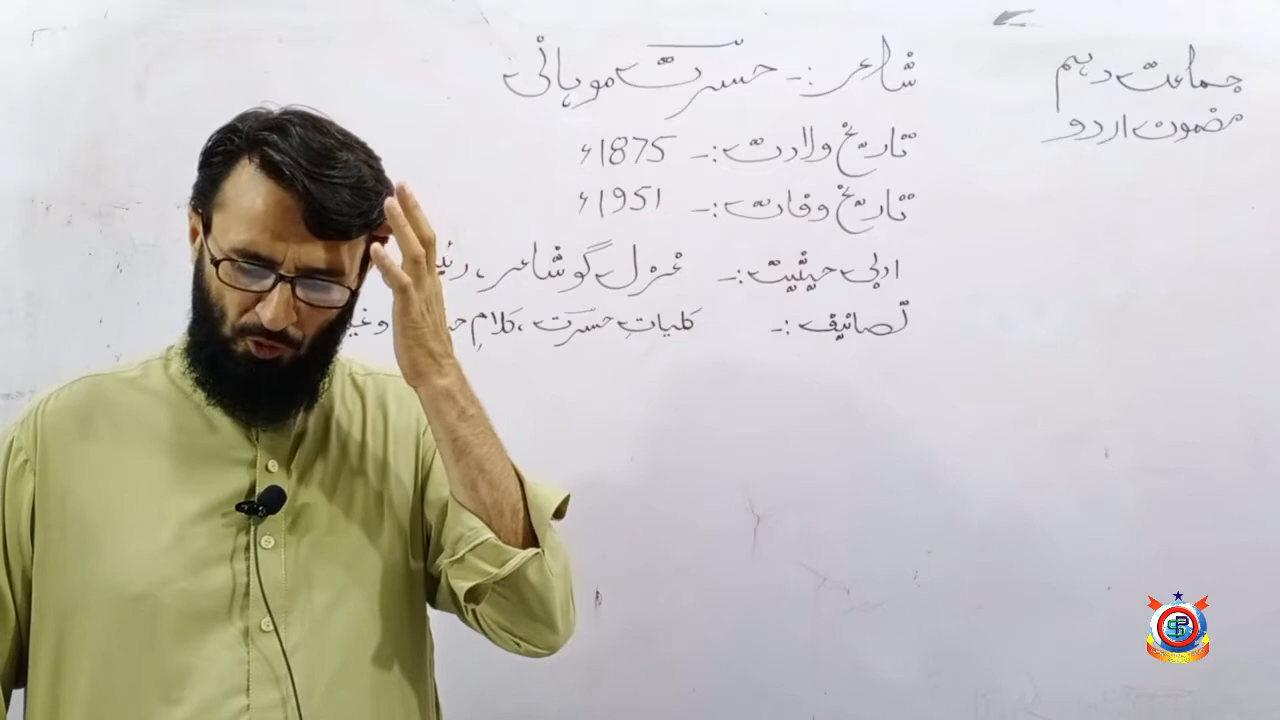 جماعت دہم
مضمون اردو
شاعر :۔ حسرت موہانی
تاریخ ولادت :۔ 1875ء
تاریخ وفات :۔ 1951ء
ادبی حیثیت :۔ غزل گو شاعر،
تصانیف :۔ کلیاتِ حسرت، کلامِ